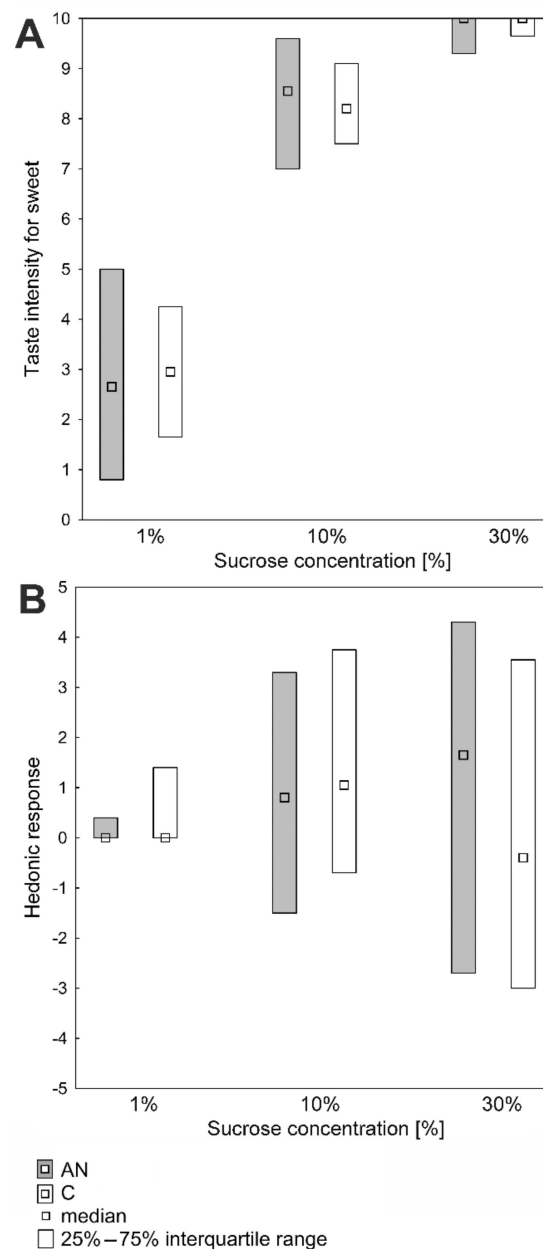 A
10
9
8
7
6
5
4
3
2
1
0
Taste intensity for sweet
1% 10% 30%
Sucrose concentration [%]
B
5
4
3
2
1
0
-1
-2
-3
-4
-5
Hedonic response
1% 10% 30%
Sucrose concentration [%]
AN
C
median
25%–75% interquartile range